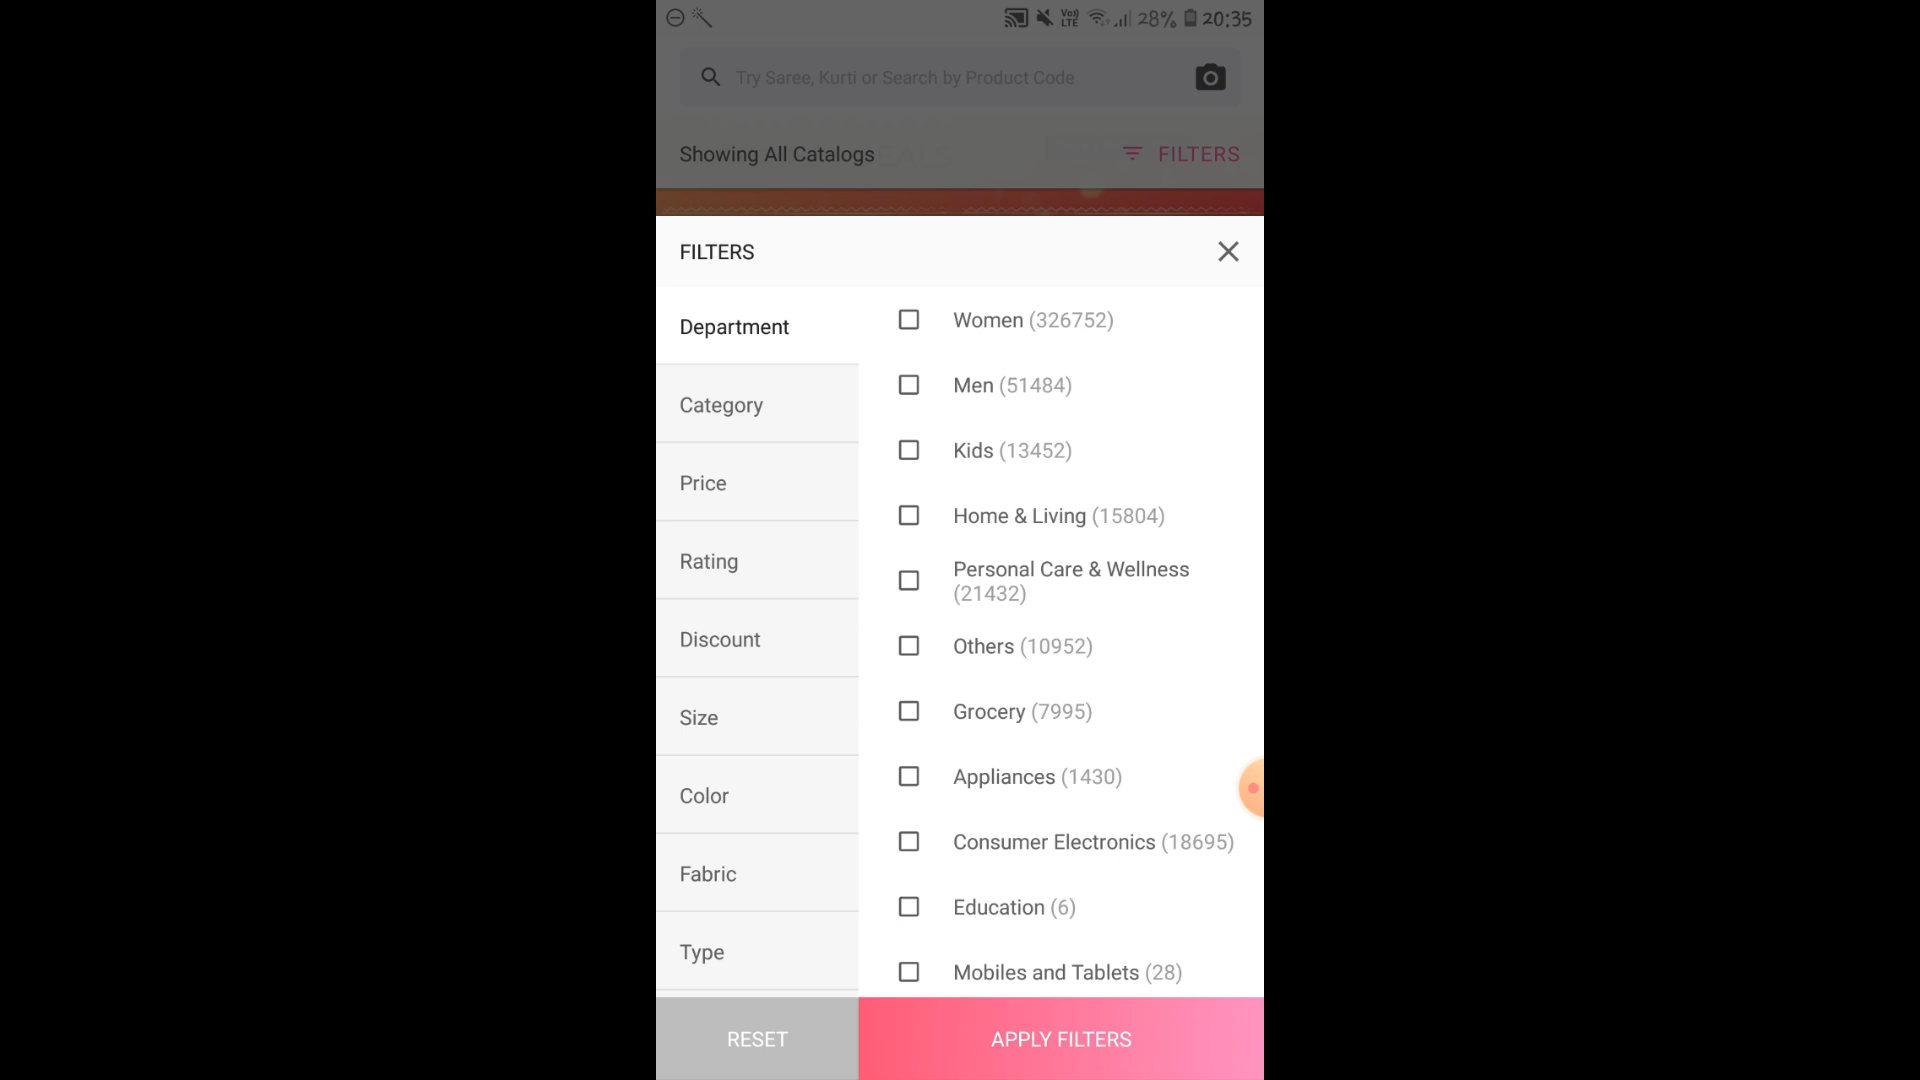 Vo))
LTE
28%
20:35
Try Saree, Kurti or Search by Product Code
Showing All Catalogs
FILTERS
FILTERS
Department
Category
Price
Rating
Discount
Size
Color
Fabric
Type
Women (326752)
Men (51484)
Kids (13452)
Home & Living (15804)
Personal Care & Wellness
(21432)
Others (10952)
Grocery (7995)
Appliances (1430)
Consumer Electronics (18695)
Education (6)
Mobiles and Tablets (28)
RESET
APPLY FILTERS